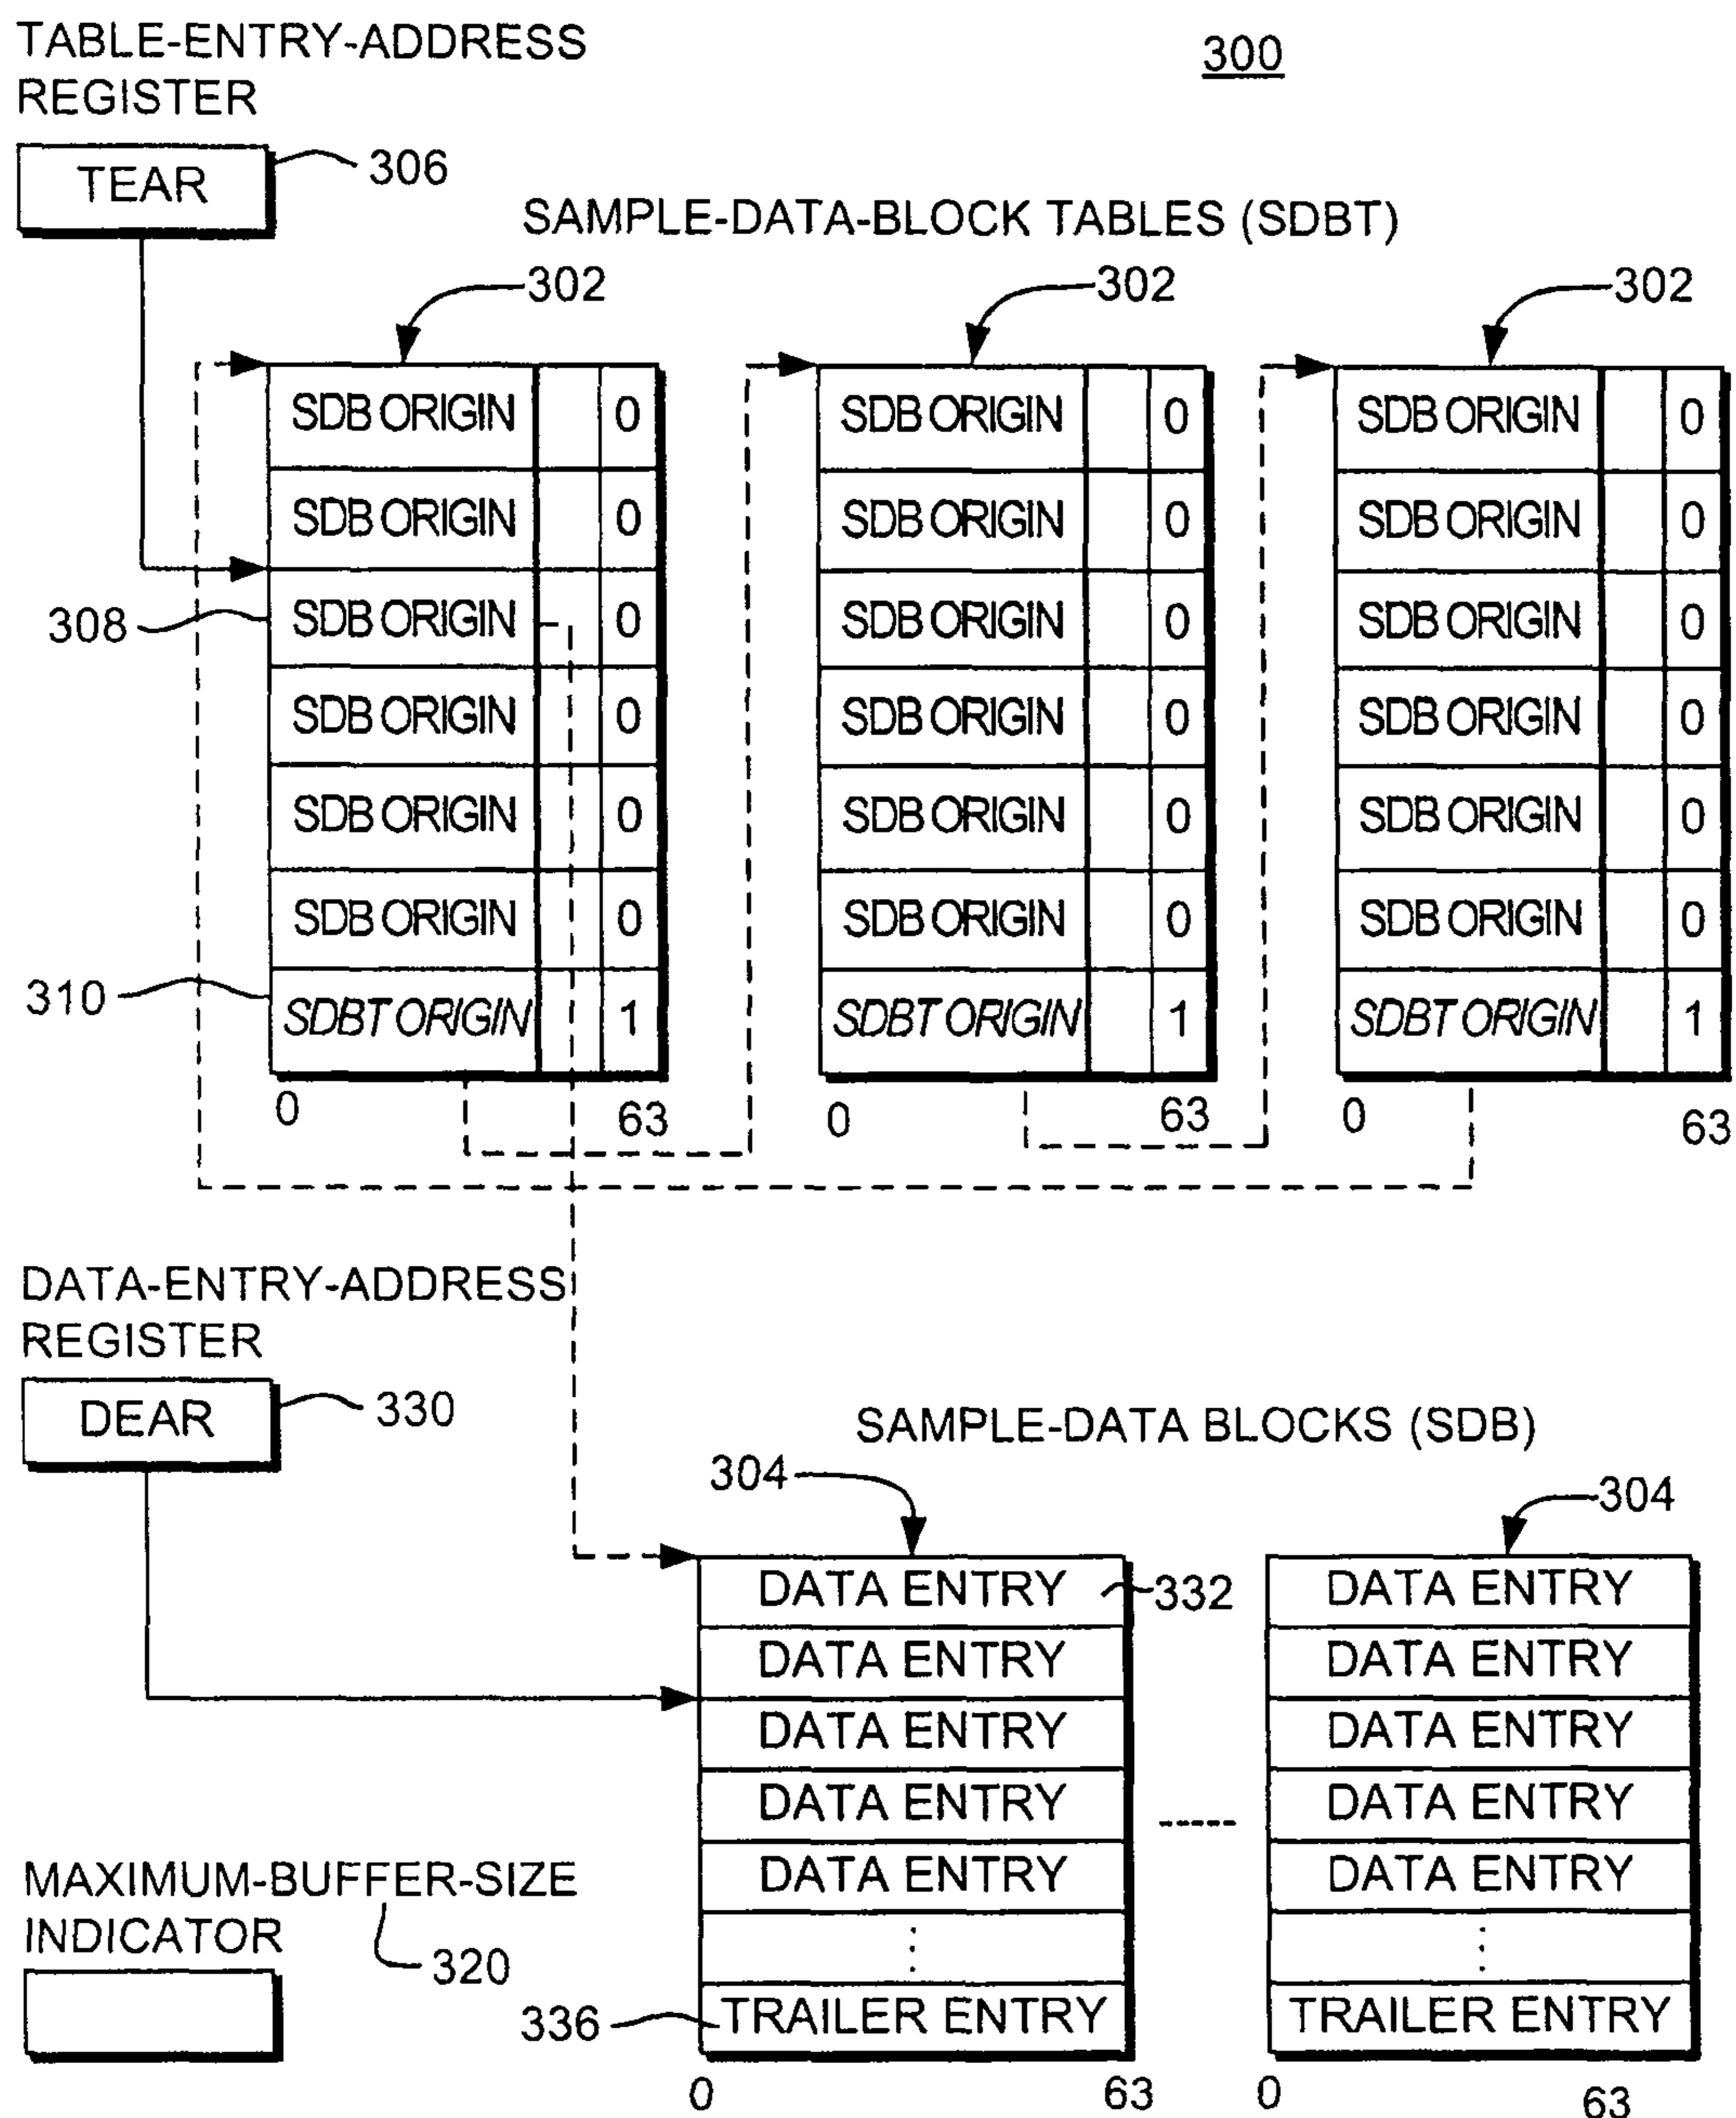 TABLE-ENTRY-ADDRESS
REGISTER
300
TEAR
306
SAMPLE-DATA-BLOCK TABLES (SDBT)
302 302 302
SDB ORIGIN 0 SDB ORIGIN 0 SDB ORIGIN 0
SDB ORIGIN 0 SDB ORIGIN 0 SDB ORIGIN 0
308 SDB ORIGIN 0 SDB ORIGIN 0 SDB ORIGIN 0
SDB ORIGIN 0 SDB ORIGIN 0 SDB ORIGIN 0
SDB ORIGIN 0 SDB ORIGIN 0 SDB ORIGIN 0
SDB ORIGIN 0 SDB ORIGIN 0 SDB ORIGIN 0
310 SDBT ORIGIN 1 SDBT ORIGIN 1 SDBT ORIGIN 1
0 63 0 63 0 63
DATA-ENTRY-ADDRESS
REGISTER
DEAR
330
SAMPLE-DATA BLOCKS (SDB)
304 304
DATA ENTRY 332 DATA ENTRY
DATA ENTRY DATA ENTRY
DATA ENTRY DATA ENTRY
DATA ENTRY DATA ENTRY
DATA ENTRY DATA ENTRY
MAXIMUM-BUFFER-SIZE
INDICATOR
320
336 TRAILER ENTRY TRAILER ENTRY
0 63 0 63